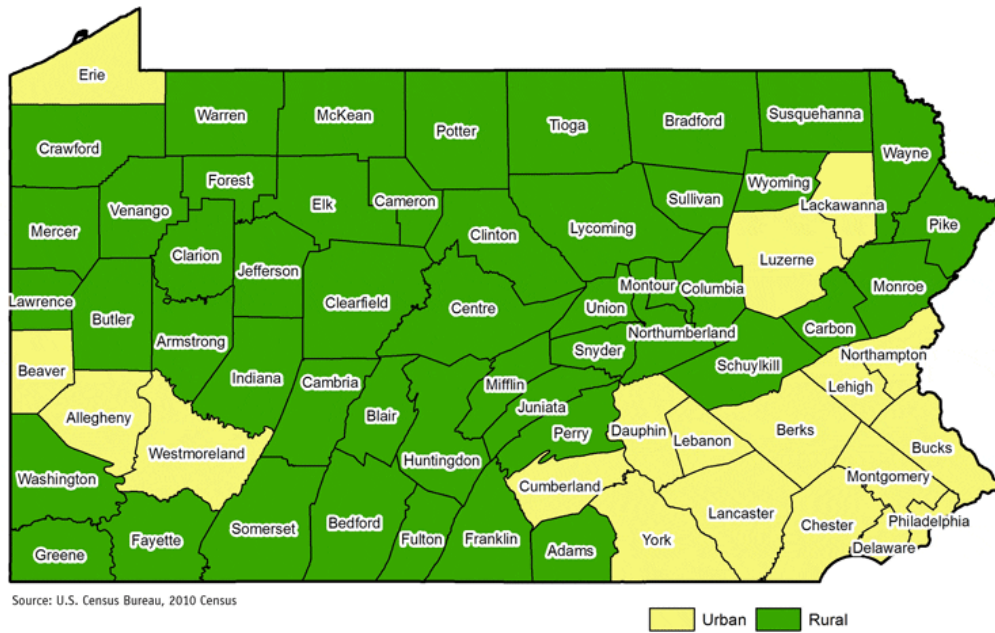 Erie
Warren
McKean
Potter
Tioga
Bradford
Susquehanna
Crawford
Wayne
Forest
Wyoming
Venango
Elk
Cameron
Sullivan
Lackawanna
Mercer
Clinton
Lycoming
Pike
Clarion
Jefferson
Luzerne
Lawrence
Clearfield
Centre
Union
Montour
Columbia
Monroe
Butler
Armstrong
Northumberland
Carbon
Snyder
Northampton
Beaver
Indiana
Cambria
Mifflin
Schuylkill
Lehigh
Allegheny
Blair
Juniata
Westmoreland
Perry
Dauphin
Lebanon
Berks
Bucks
Huntingdon
Washington
Cumberland
Montgomery
Somerset
Bedford
Lancaster
Philadelphia
Chester
Greene
Fayette
Fulton
Franklin
Adams
York
Delaware
Source: U.S. Census Bureau, 2010 Census
Urban
Rural